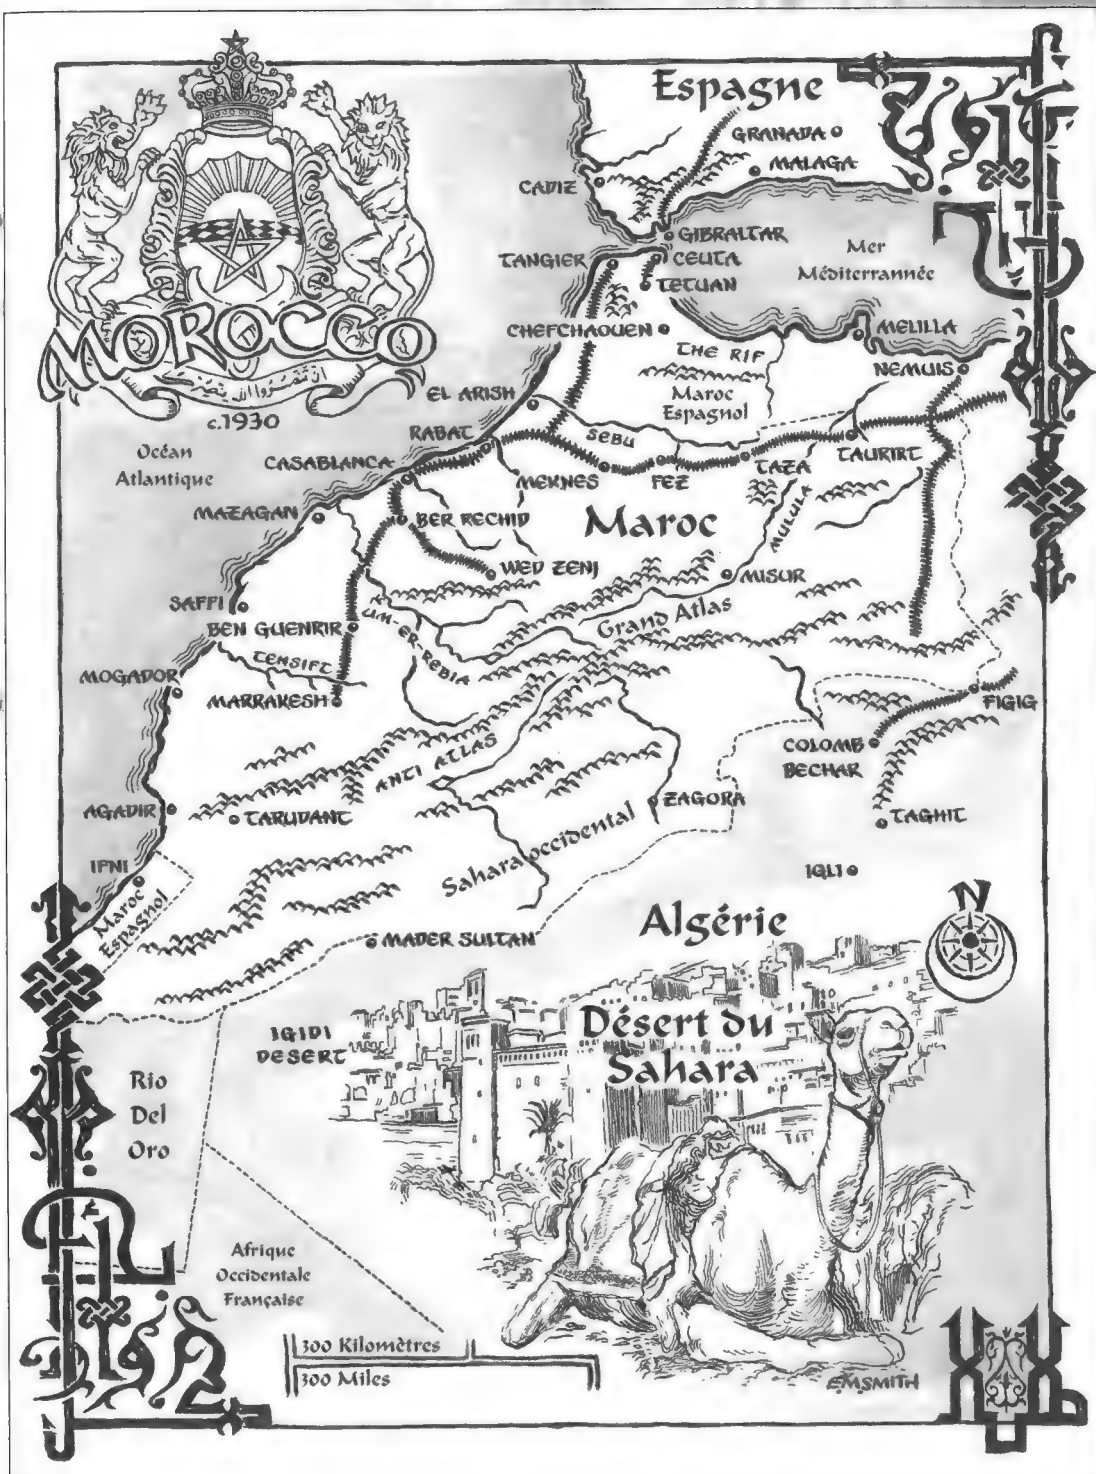 Espagne
GRANADA
MALAGA
CADIZ
GIBRALTAR
TANGIER
CEUTA
TETUAN
Mer
Méditerrannée
CHEFCHAOUEN
MELILLA
THE RIF
NEMUIS
Maroc
Espagnol
MOROCCO
c.1930
EL ARISH
Océan
Atlantique
RABAT
SEBU
CASABLANCA
MEKNES
FEZ
TAZA
TAURIRT
MAZAGAN
BER RECHID
Maroc
MULULA
WED ZENJ
MISUR
SAFFI
BEN GUENRIR
UM-ER-REBIA
Grand Atlas
TENSIFT
MOGADOR
MARRAKESH
FIGIG
COLOMB
BECHAR
ANTI ATLAS
AGADIR
TARUDANT
ZAGORA
TAGHIT
Sahara occidental
IFNI
IGLI
Maroc
Espagnol
N
Algérie
MADER SULTAN
IGIDI
DESERT
Désert du
Sahara
Rio
Del
Oro
Afrique
Occidentale
Française
300 Kilomètres
300 Miles
EMSMITH